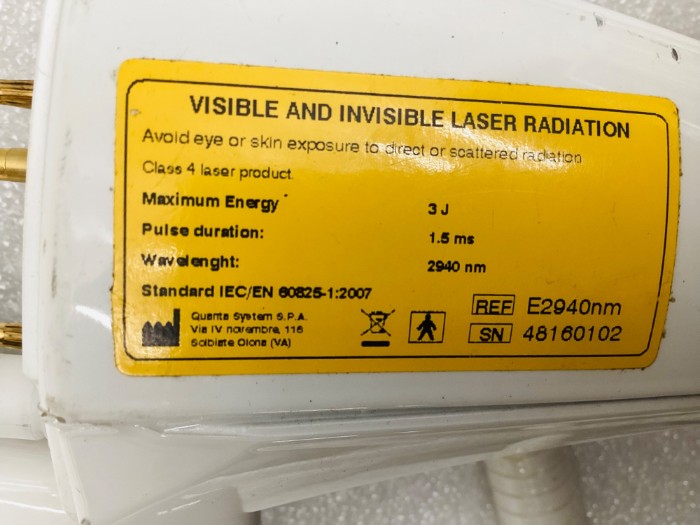 VISIBLE AND INVISIBLE LASER RADIATION
Avoid eye or skin exposure to direct or scattered radiation
Class 4 laser product
Maximum Energy 3 J
Pulse duration: 1.5 ms
Wavelenght: 2940 nm
Standard IEC/EN 60825-1:2007
Quanta System S.P.A.
Via IV novembre, 116
Solbiate Olona (VA)
REF E2940nm
SN 48160102